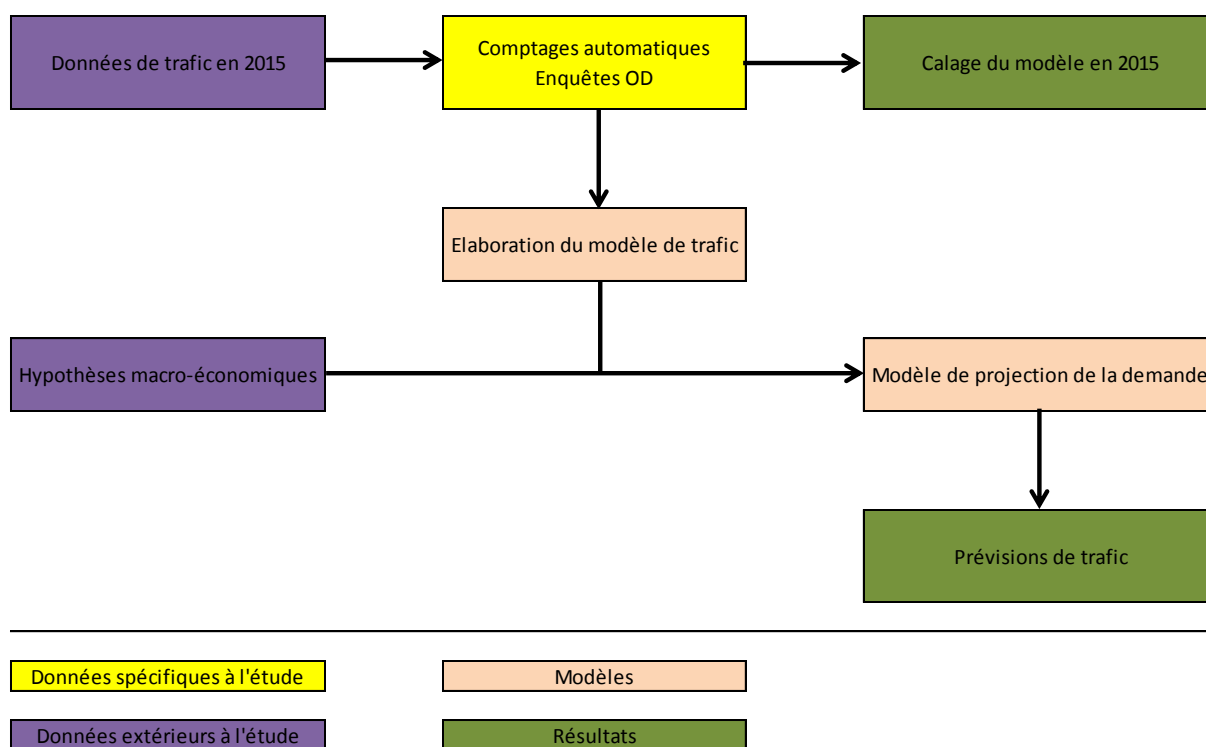 Données de trafic en 2015
Comptages automatiques
Enquêtes OD
Calage du modèle en 2015
Elaboration du modèle de trafic
Hypothèses macro-économiques
Modèle de projection de la demande
Prévisions de trafic
Données spécifiques à l'étude
Modèles
Données extérieurs à l'étude
Résultats